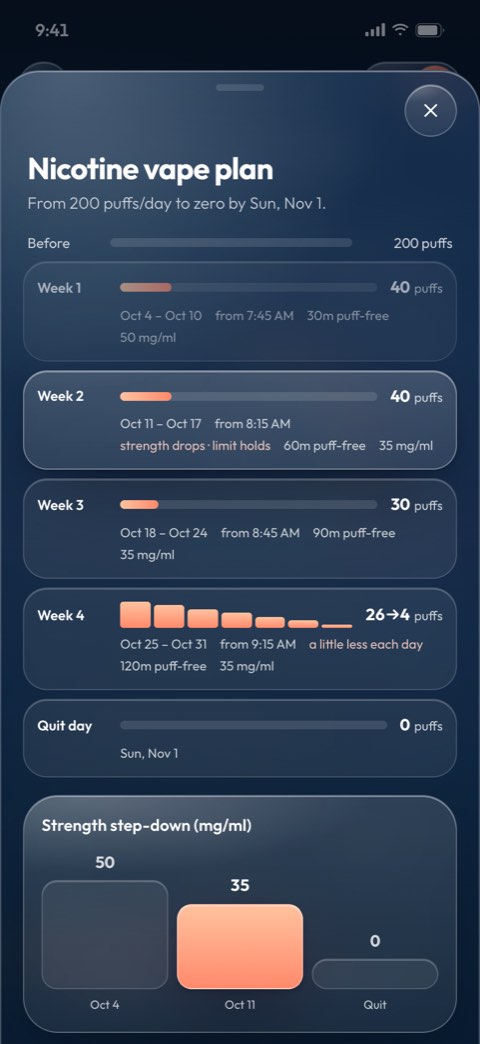 9:41
Nicotine vape plan
From 200 puffs/day to zero by Sun, Nov 1.
Before 200 puffs
Week 1 40 puffs
Oct 4 – Oct 10 from 7:45 AM 30m puff-free
50 mg/ml
Week 2 40 puffs
Oct 11 – Oct 17 from 8:15 AM
strength drops · limit holds 60m puff-free 35 mg/ml
Week 3 30 puffs
Oct 18 – Oct 24 from 8:45 AM 90m puff-free
35 mg/ml
Week 4 26→4 puffs
Oct 25 – Oct 31 from 9:15 AM a little less each day
120m puff-free 35 mg/ml
Quit day 0 puffs
Sun, Nov 1
Strength step-down (mg/ml)
50
35
0
Oct 4 Oct 11 Quit